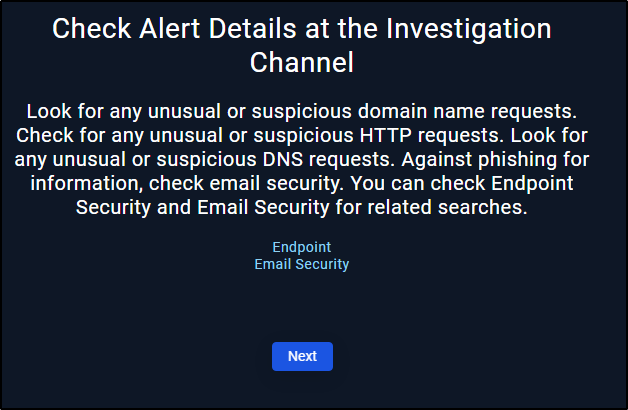 Check Alert Details at the Investigation
Channel
Look for any unusual or suspicious domain name requests.
Check for any unusual or suspicious HTTP requests. Look for
any unusual or suspicious DNS requests. Against phishing for
information, check email security. You can check Endpoint
Security and Email Security for related searches.
Endpoint
Email Security
Next